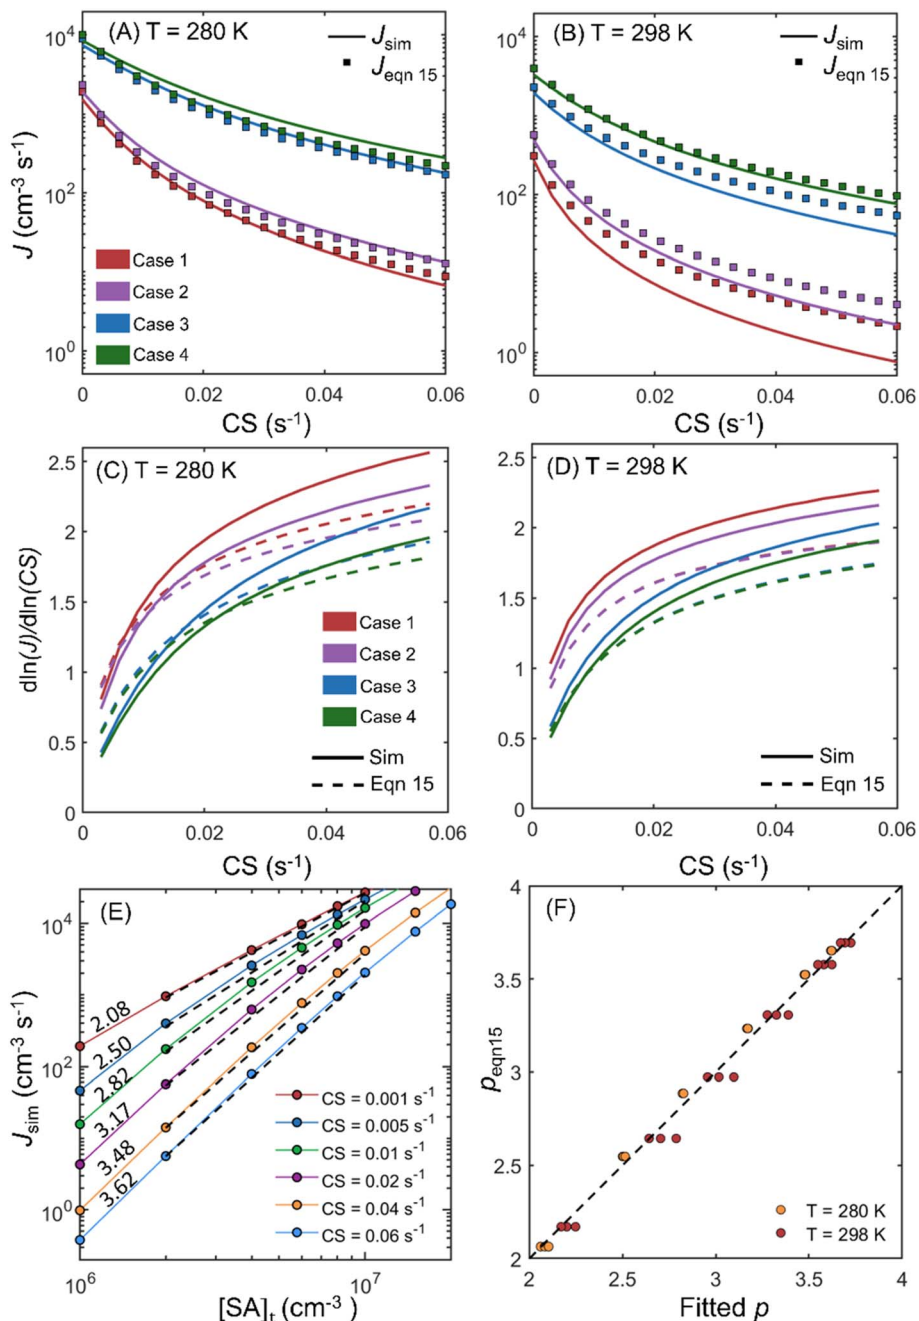 (A) T = 280 K
J_sim
J_eqn 15
10^4
10^2
10^0
J (cm^-3 s^-1)
Case 1
Case 2
Case 3
Case 4
0 0.02 0.04 0.06
CS (s^-1)
(B) T = 298 K
J_sim
J_eqn 15
10^4
10^2
10^0
0 0.02 0.04 0.06
CS (s^-1)
(C) T = 280 K
2.5
2
1.5
1
0.5
0
dln(J)/dln(CS)
Case 1
Case 2
Case 3
Case 4
Sim
Eqn 15
0 0.02 0.04 0.06
CS (s^-1)
(D) T = 298 K
2.5
2
1.5
1
0.5
0
Sim
Eqn 15
0 0.02 0.04 0.06
CS (s^-1)
(E)
10^4
10^2
10^0
J_sim (cm^-3 s^-1)
2.08
2.50
2.82
3.17
3.48
3.62
CS = 0.001 s^-1
CS = 0.005 s^-1
CS = 0.01 s^-1
CS = 0.02 s^-1
CS = 0.04 s^-1
CS = 0.06 s^-1
10^6 10^7
[SA]_t (cm^-3)
(F)
4
3.5
3
2.5
2
p_eqn15
T = 280 K
T = 298 K
2 2.5 3 3.5 4
Fitted p